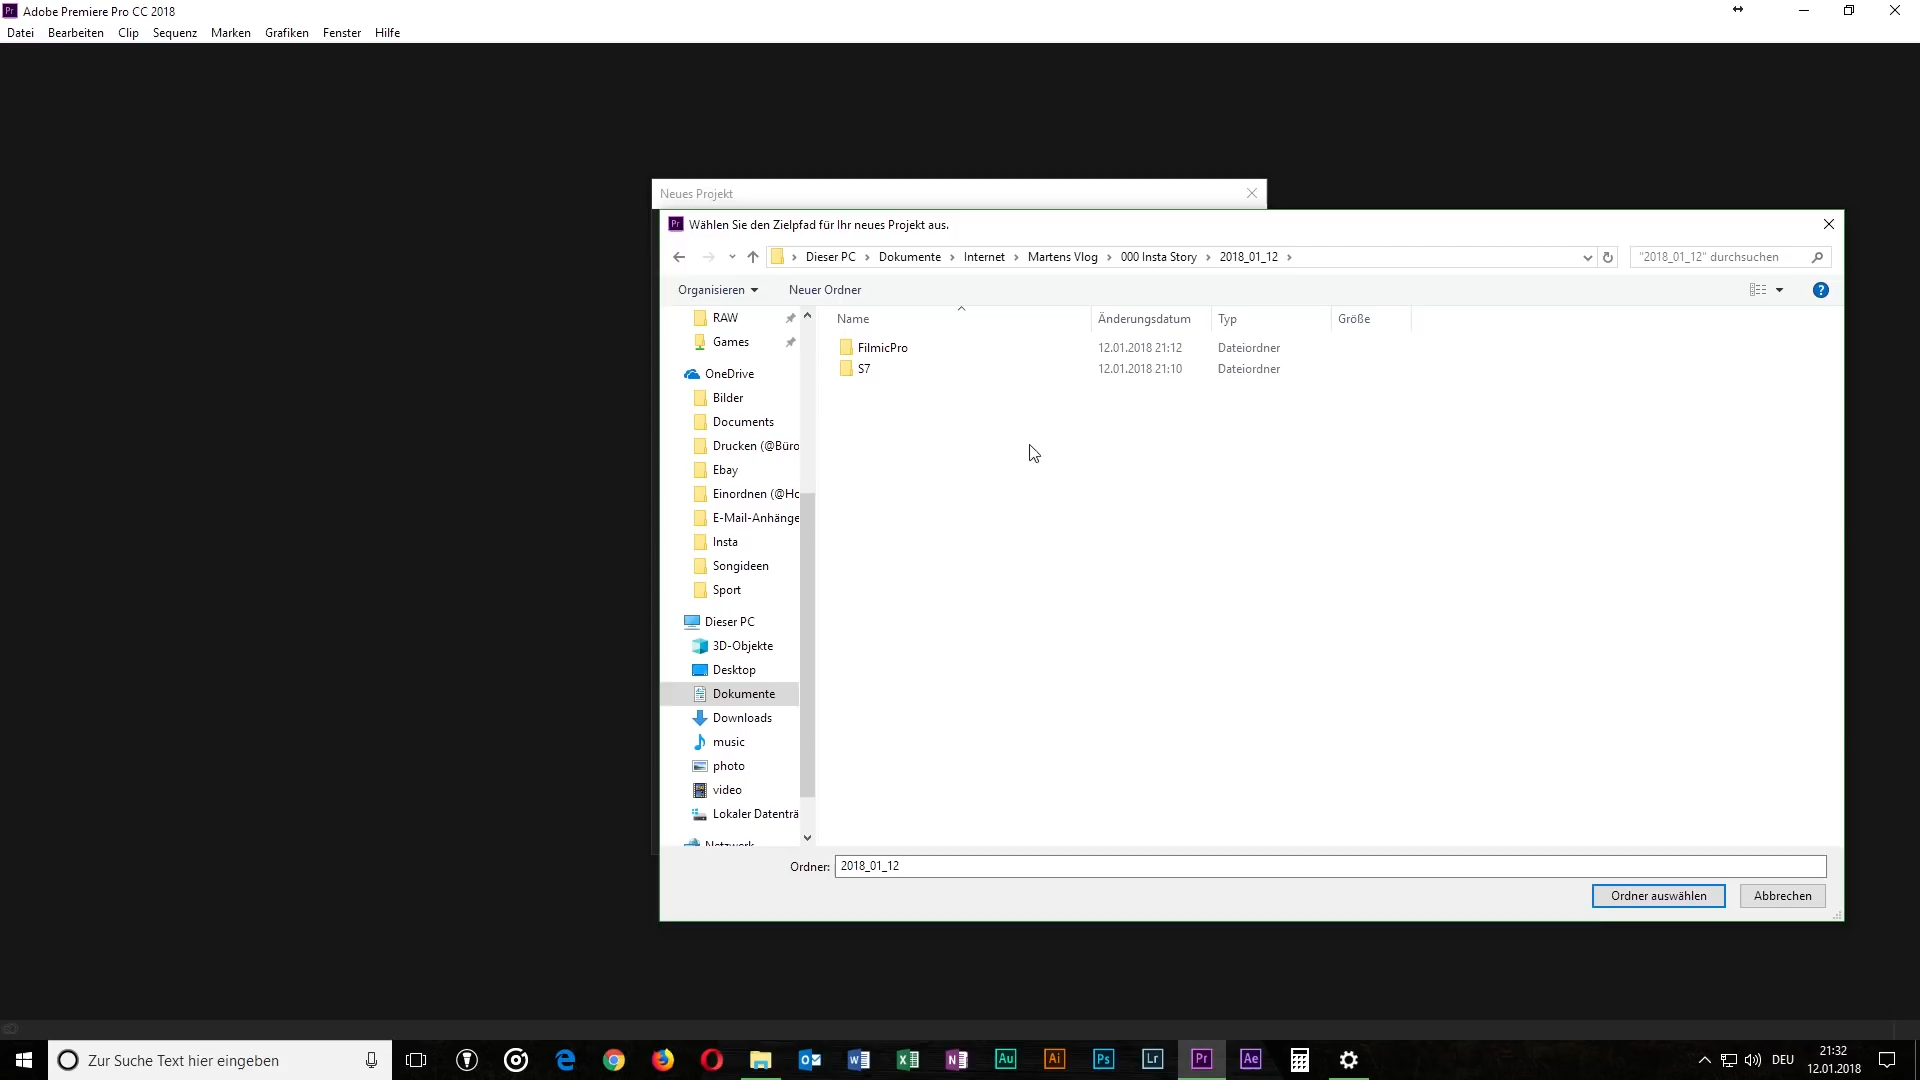 Adobe Premiere Pro CC 2018
Datei Bearbeiten Clip Sequenz Marken Grafiken Fenster Hilfe
Neues Projekt
Wählen Sie den Zielpfad für Ihr neues Projekt aus.
Dieser PC Dokumente Internet Martens Vlog 000 Insta Story 2018_01_12
"2018_01_12" durchsuchen
Organisieren Neuer Ordner
Name Änderungsdatum Typ Größe
FilmicPro 12.01.2018 21:12 Dateiordner
S7 12.01.2018 21:10 Dateiordner
RAW
Games
OneDrive
Bilder
Documents
Drucken (@Büro
Ebay
Einordnen (@Ho
E-Mail-Anhänge
Insta
Songideen
Sport
Dieser PC
3D-Objekte
Desktop
Dokumente
Downloads
music
photo
video
Lokaler Datenträ
Netzwerk
Ordner: 2018_01_12
Ordner auswählen Abbrechen
Zur Suche Text hier eingeben
Au Ai Ps Lr Pr Ae
DEU
21:32
12.01.2018